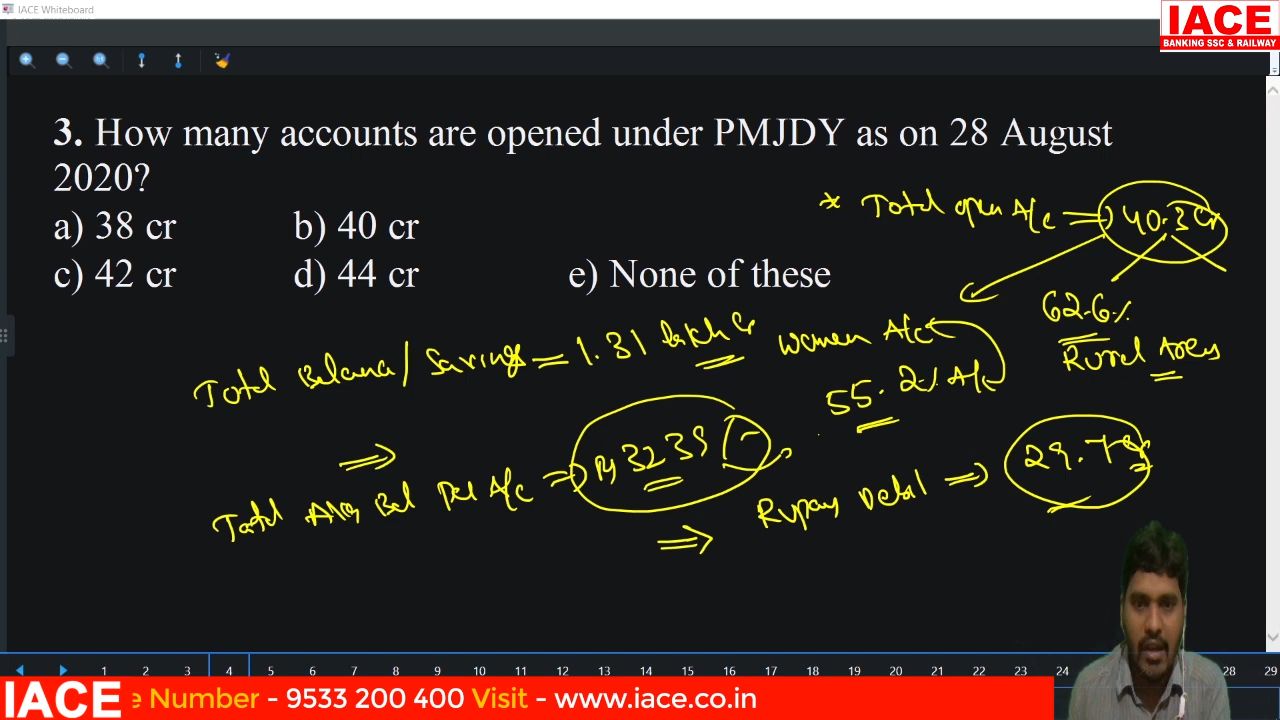 IACE Whiteboard
IACE
BANKING SSC & RAILWAY
3. How many accounts are opened under PMJDY as on 28 August
2020?
a) 38 cr b) 40 cr
c) 42 cr d) 44 cr e) None of these
* Total open A/c ⇒ 40.3 Cr
62.6%
Rural Areas
Total Balance / Savings = 1.31 lakh Cr
women A/c
55.2% A/c
Total Avg Bal Per A/c ⇒ 3239/-
Rupay Debit ⇒ 29.7
1 2 3 4 5 6 7 8 9 10 11 12 13 14 15 16 17 18 19 20 21 22 23 24 28 29
IACE
Number - 9533 200 400 Visit - www.iace.co.in